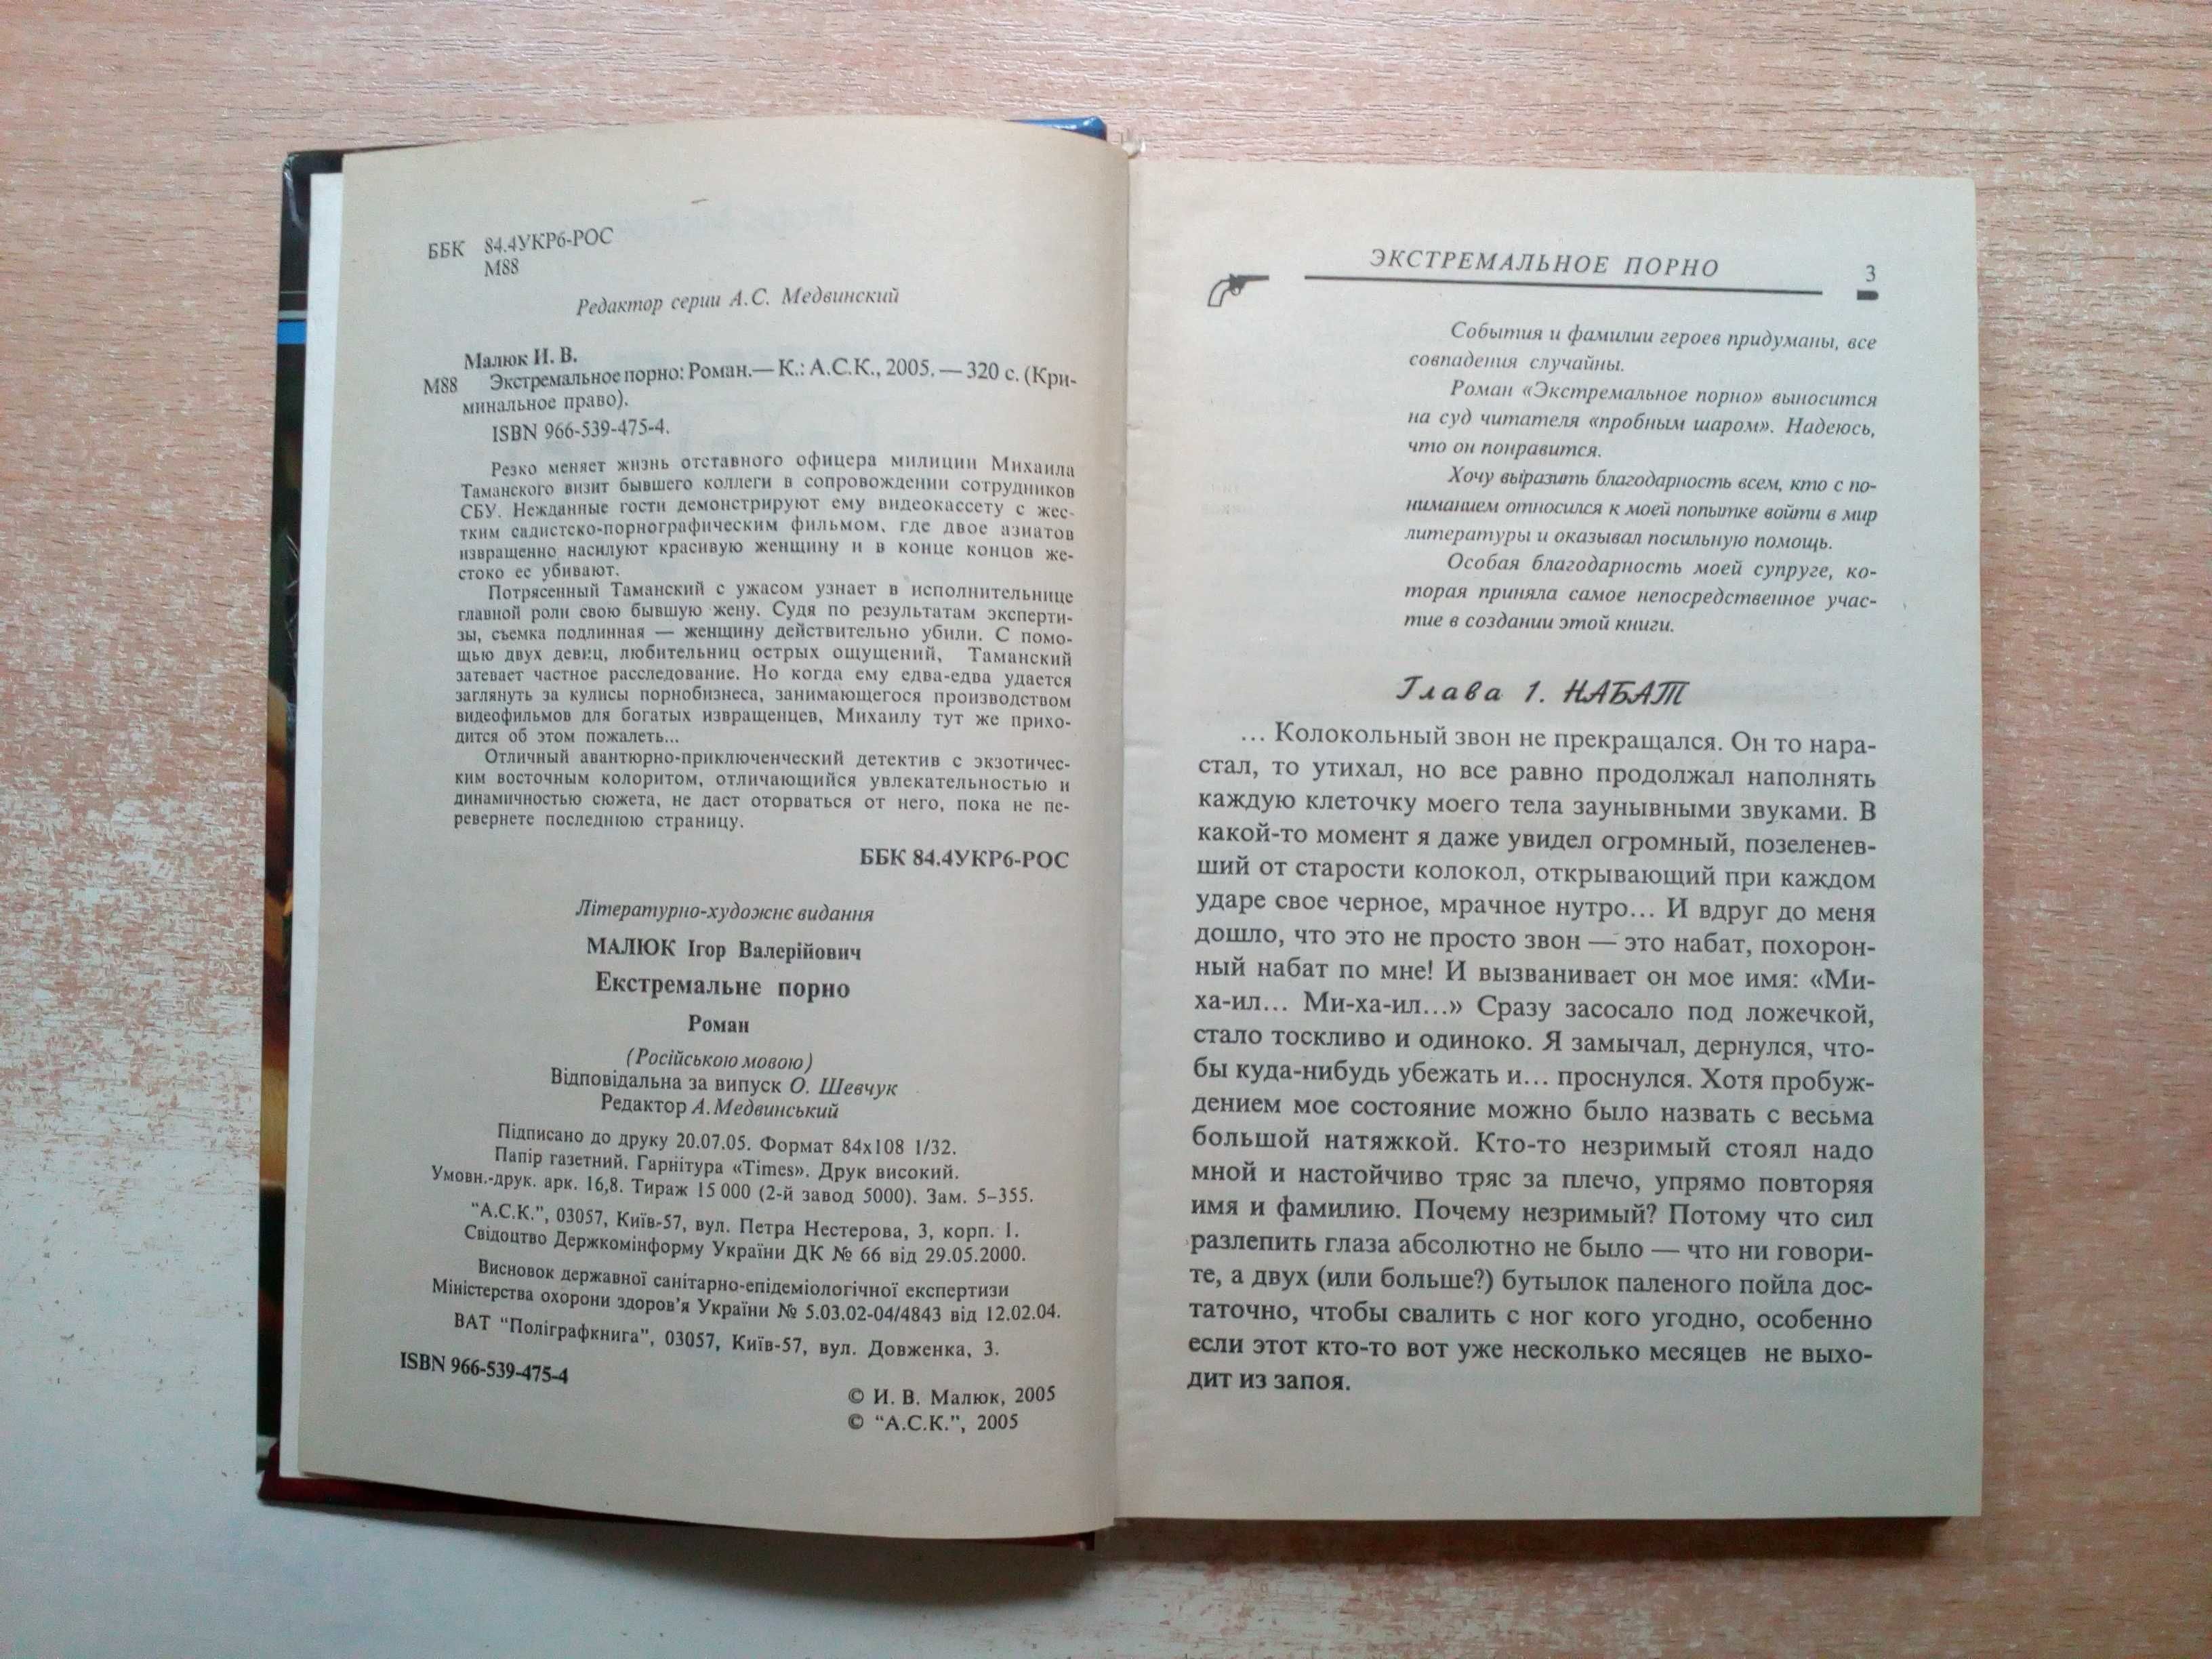 ББК 84.4УКР6-РОС
М88
Редактор серии А.С. Медвинский
Малюк И. В.
М88 Экстремальное порно: Роман.— К.: А.С.К., 2005. — 320 с. (Кри-
минальное право).
ISBN 966-539-475-4.
Резко меняет жизнь отставного офицера милиции Михаила
Таманского визит бывшего коллеги в сопровождении сотрудников
СБУ. Нежданные гости демонстрируют ему видеокассету с жес-
тким садистско-порнографическим фильмом, где двое азиатов
извращенно насилуют красивую женщину и в конце концов же-
стоко ее убивают.
Потрясенный Таманский с ужасом узнает в исполнительнице
главной роли свою бывшую жену. Судя по результатам эксперти-
зы, съемка подлинная — женщину действительно убили. С помо-
щью двух девиц, любительниц острых ощущений, Таманский
затевает частное расследование. Но когда ему едва-едва удается
заглянуть за кулисы порнобизнеса, занимающегося производством
видеофильмов для богатых извращенцев, Михаилу тут же прихо-
дится об этом пожалеть...
Отличный авантюрно-приключенческий детектив с экзотичес-
ким восточным колоритом, отличающийся увлекательностью и
динамичностью сюжета, не даст оторваться от него, пока не пе-
ревернете последнюю страницу.
ББК 84.4УКР6-РОС
Літературно-художнє видання
МАЛЮК Ігор Валерійович
Екстремальне порно
Роман
(Російською мовою)
Відповідальна за випуск О. Шевчук
Редактор А.Медвинський
Підписано до друку 20.07.05. Формат 84x108 1/32.
Папір газетний. Гарнітура «Times». Друк високий.
Умовн.-друк. арк. 16,8. Тираж 15 000 (2-й завод 5000). Зам. 5–355.
"А.С.К.", 03057, Київ-57, вул. Петра Нестерова, 3, корп. 1.
Свідоцтво Держкомінформу України ДК № 66 від 29.05.2000.
Висновок державної санітарно-епідеміологічної експертизи
Міністерства охорони здоров'я України № 5.03.02-04/4843 від 12.02.04.
ВАТ "Поліграфкнига", 03057, Київ-57, вул. Довженка, 3.
ISBN 966-539-475-4
© И. В. Малюк, 2005
© "А.С.К.", 2005
ЭКСТРЕМАЛЬНОЕ ПОРНО 3
События и фамилии героев придуманы, все
совпадения случайны.
Роман «Экстремальное порно» выносится
на суд читателя «пробным шаром». Надеюсь,
что он понравится.
Хочу выразить благодарность всем, кто с по-
ниманием относился к моей попытке войти в мир
литературы и оказывал посильную помощь.
Особая благодарность моей супруге, ко-
торая приняла самое непосредственное учас-
тие в создании этой книги.
Глава 1. НАБАТ
... Колокольный звон не прекращался. Он то нара-
стал, то утихал, но все равно продолжал наполнять
каждую клеточку моего тела заунывными звуками. В
какой-то момент я даже увидел огромный, позеленев-
ший от старости колокол, открывающий при каждом
ударе свое черное, мрачное нутро... И вдруг до меня
дошло, что это не просто звон — это набат, похорон-
ный набат по мне! И вызванивает он мое имя: «Ми-
ха-ил... Ми-ха-ил...» Сразу засосало под ложечкой,
стало тоскливо и одиноко. Я замычал, дернулся, что-
бы куда-нибудь убежать и... проснулся. Хотя пробуж-
дением мое состояние можно было назвать с весьма
большой натяжкой. Кто-то незримый стоял надо
мной и настойчиво тряс за плечо, упрямо повторяя
имя и фамилию. Почему незримый? Потому что сил
разлепить глаза абсолютно не было — что ни говори-
те, а двух (или больше?) бутылок паленого пойла дос-
таточно, чтобы свалить с ног кого угодно, особенно
если этот кто-то вот уже несколько месяцев не выхо-
дит из запоя.